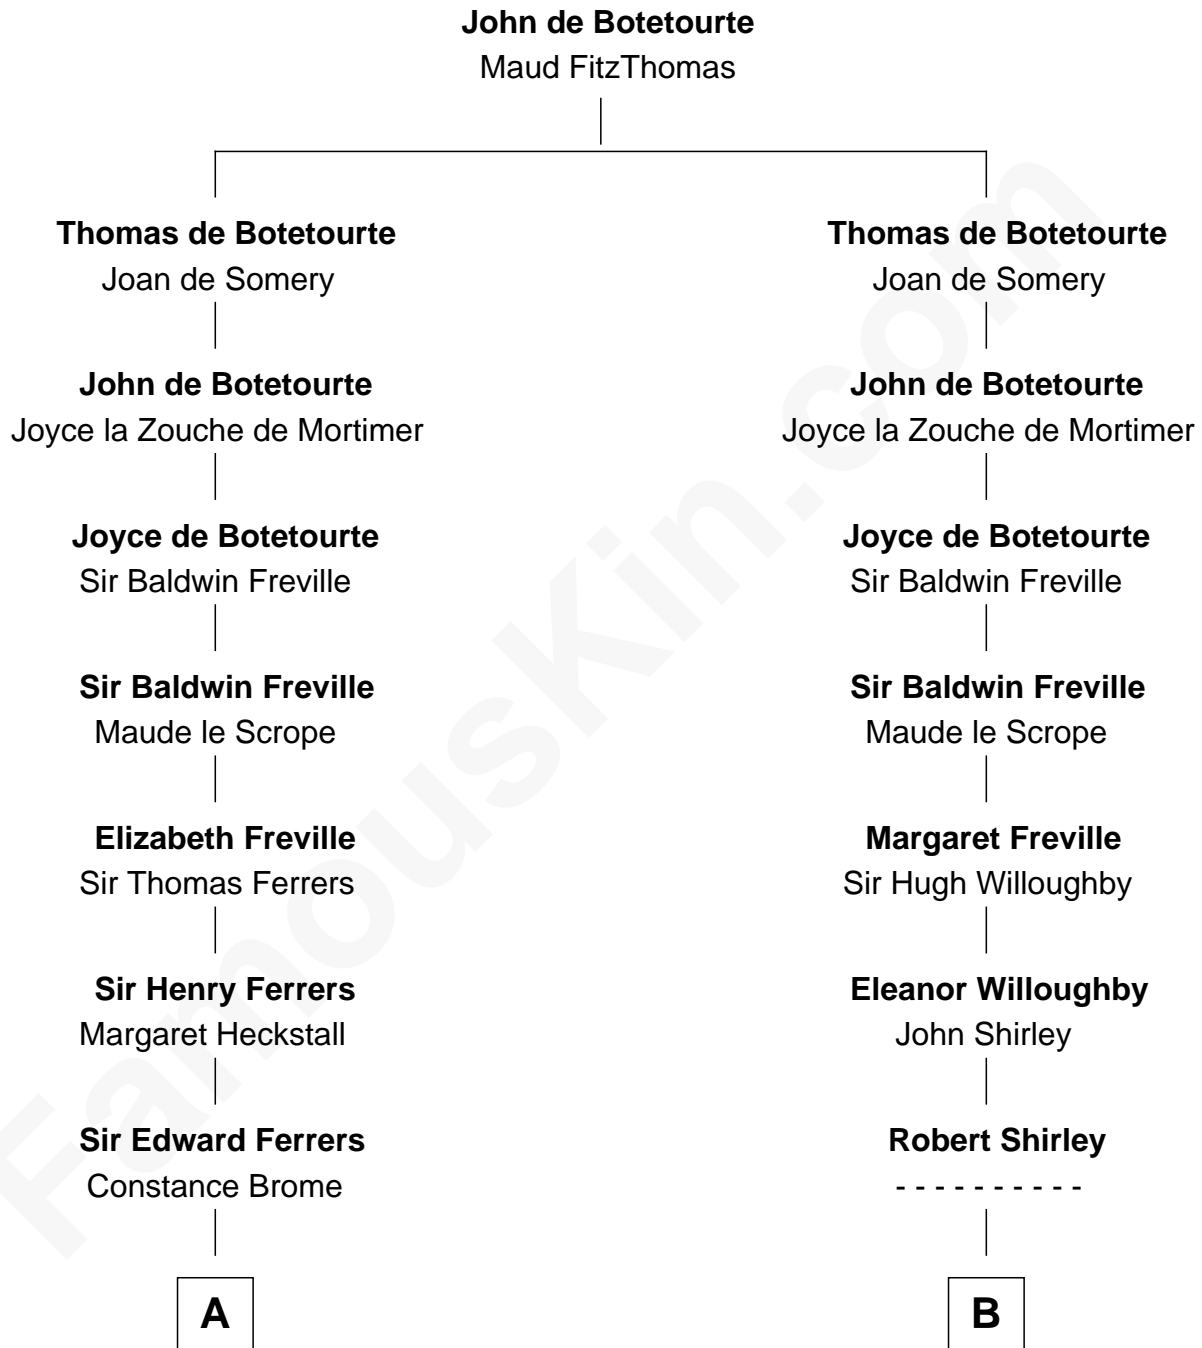 John de Botetourte
Maud FitzThomas
Thomas de Botetourte
Joan de Somery
John de Botetourte
Joyce la Zouche de Mortimer
Joyce de Botetourte
Sir Baldwin Freville
Sir Baldwin Freville
Maude le Scrope
Elizabeth Freville
Sir Thomas Ferrers
Sir Henry Ferrers
Margaret Heckstall
Sir Edward Ferrers
Constance Brome
A
Thomas de Botetourte
Joan de Somery
John de Botetourte
Joyce la Zouche de Mortimer
Joyce de Botetourte
Sir Baldwin Freville
Sir Baldwin Freville
Maude le Scrope
Margaret Freville
Sir Hugh Willoughby
Eleanor Willoughby
John Shirley
Robert Shirley
- - - - - - - - - -
B
FamousKin.com